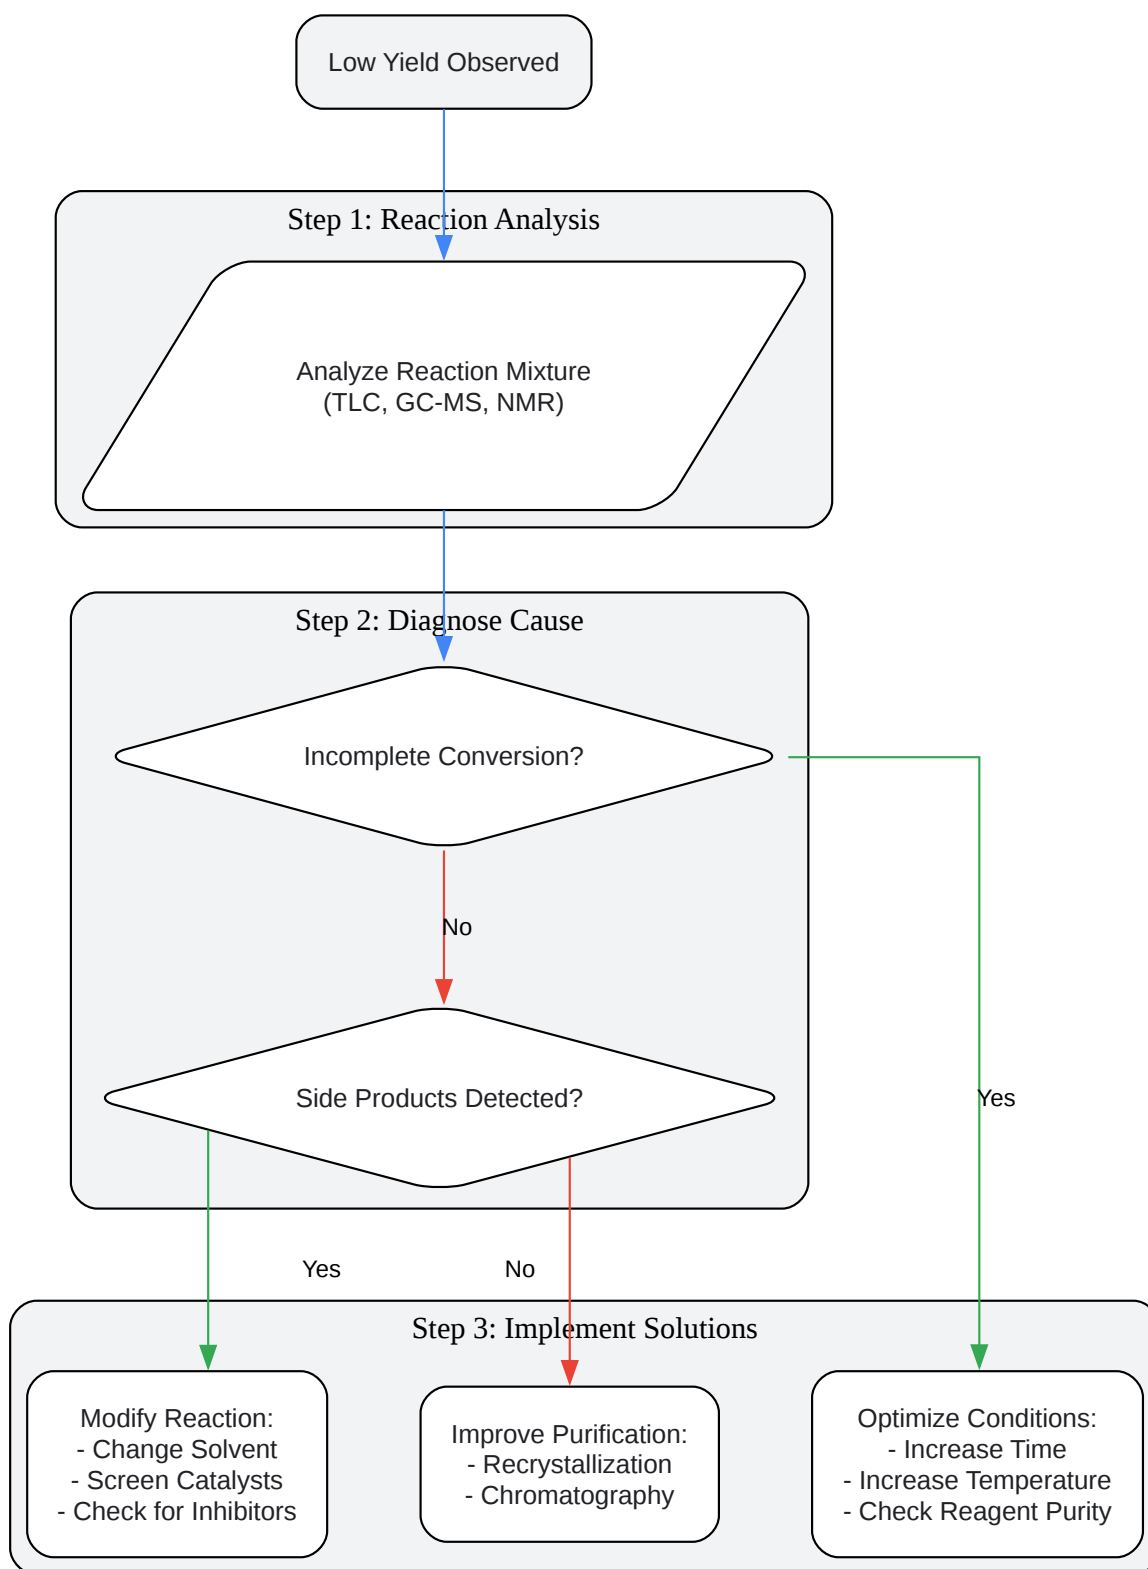 Low Yield Observed
Step 1: Reaction Analysis
Analyze Reaction Mixture
(TLC, GC-MS, NMR)
Step 2: Diagnose Cause
Incomplete Conversion?
No
Side Products Detected?
Yes
Yes
No
Step 3: Implement Solutions
Modify Reaction:
- Change Solvent
- Screen Catalysts
- Check for Inhibitors
Improve Purification:
- Recrystallization
- Chromatography
Optimize Conditions:
- Increase Time
- Increase Temperature
- Check Reagent Purity